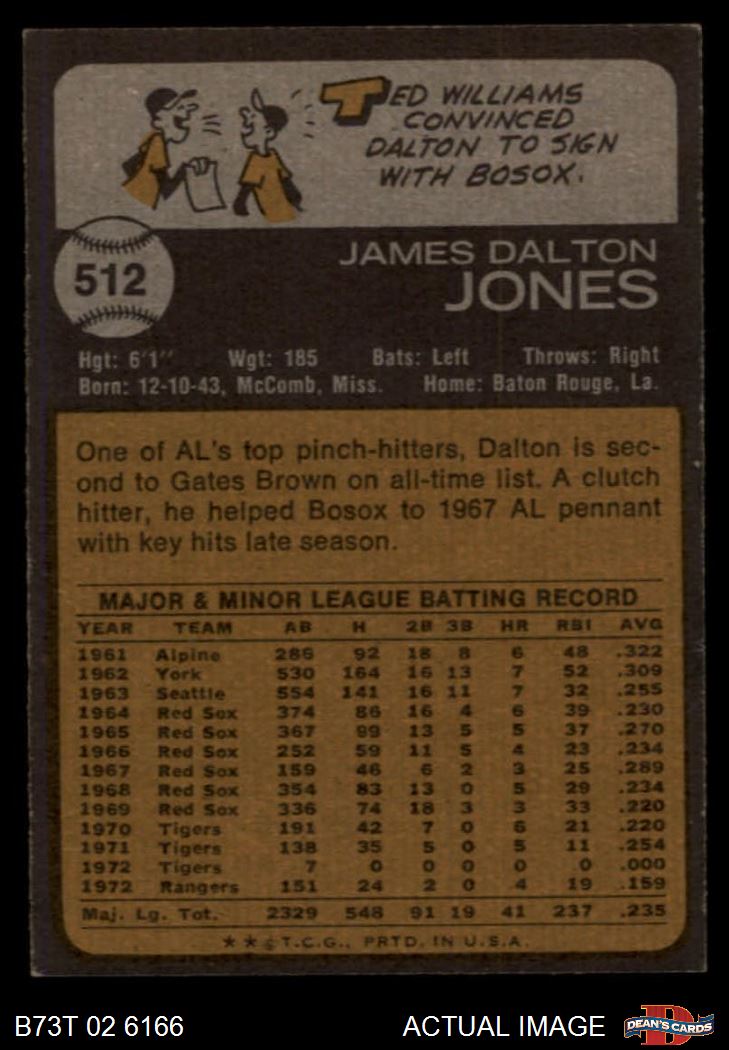 TED WILLIAMS
CONVINCED
DALTON TO SIGN
WITH BOSOX.
512
JAMES DALTON
JONES
Hgt: 6'1" Wgt: 185 Bats: Left Throws: Right
Born: 12-10-43, McComb, Miss. Home: Baton Rouge, La.
One of AL's top pinch-hitters, Dalton is sec-
ond to Gates Brown on all-time list. A clutch
hitter, he helped Bosox to 1967 AL pennant
with key hits late season.
MAJOR & MINOR LEAGUE BATTING RECORD
YEAR TEAM AB H 2B 3B HR RBI AVG
1961 Alpine 286 92 18 8 6 48 .322
1962 York 530 164 16 13 7 52 .309
1963 Seattle 554 141 16 11 7 32 .255
1964 Red Sox 374 86 16 4 6 39 .230
1965 Red Sox 367 99 13 5 5 37 .270
1966 Red Sox 252 59 11 5 4 23 .234
1967 Red Sox 159 46 6 2 3 25 .289
1968 Red Sox 354 83 13 0 5 29 .234
1969 Red Sox 336 74 18 3 3 33 .220
1970 Tigers 191 42 7 0 6 21 .220
1971 Tigers 138 35 5 0 5 11 .254
1972 Tigers 7 0 0 0 0 0 .000
1972 Rangers 151 24 2 0 4 19 .159
Maj. Lg. Tot. 2329 548 91 19 41 237 .235
★★© T.C.G., PRTD. IN U.S.A.
B73T 02 6166 ACTUAL IMAGE D DEAN'S CARDS